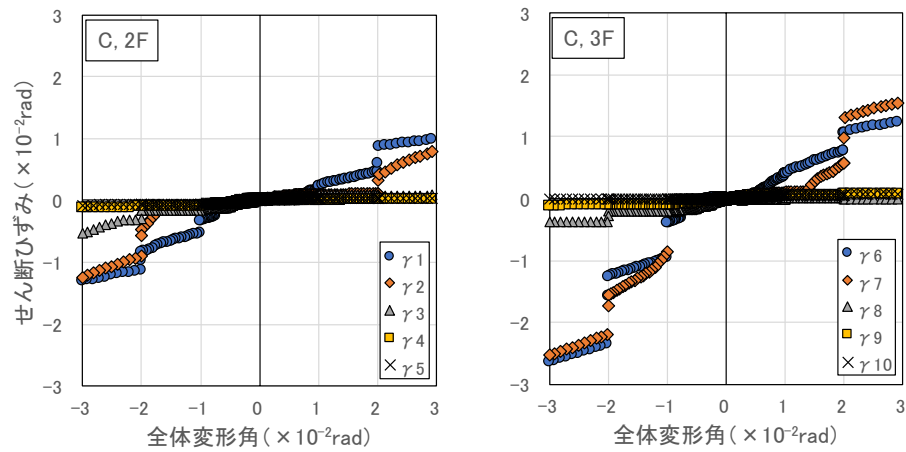 C, 2F
せん断ひずみ(×10⁻²rad)
3
2
1
0
−1
−2
−3
γ1
γ2
γ3
γ4
γ5
−3 −2 −1 0 1 2 3
全体変形角(×10⁻²rad)
C, 3F
3
2
1
0
−1
−2
−3
γ6
γ7
γ8
γ9
γ10
−3 −2 −1 0 1 2 3
全体変形角(×10⁻²rad)